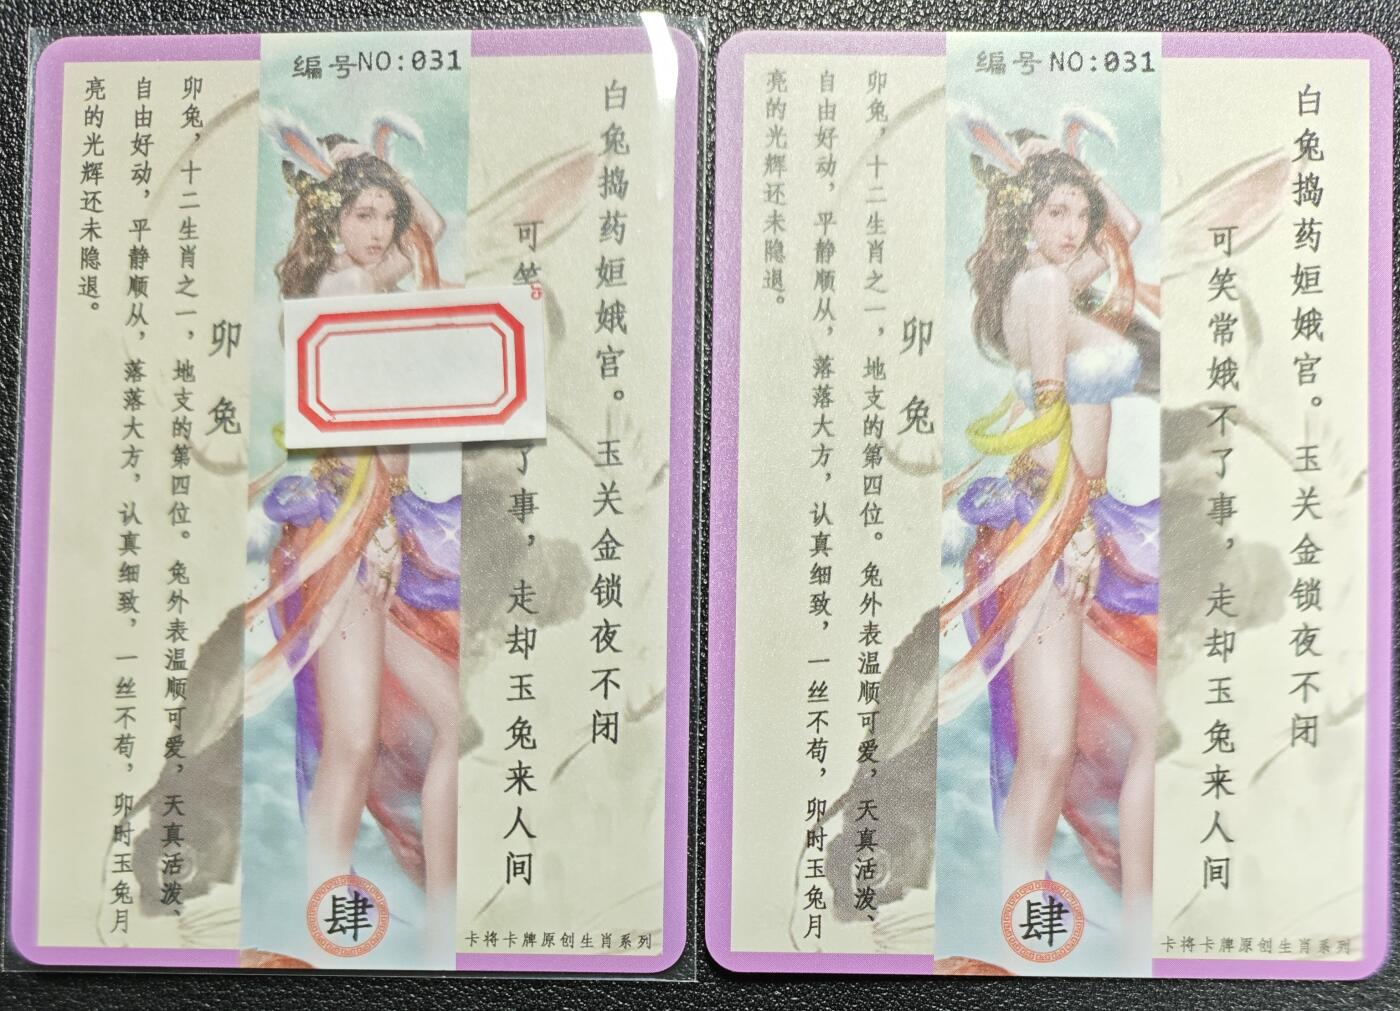 编号NO:031
白兔捣药姮娥宫。玉关金锁夜不闭
可笑
了事，走却玉兔来人间
卯兔
卯兔，十二生肖之一，地支的第四位。兔外表温顺可爱，天真活泼、
自由好动，平静顺从，落落大方，认真细致，一丝不苟，卯时玉兔月
亮的光辉还未隐退。
肆
卡将卡牌原创生肖系列
编号NO:031
白兔捣药姮娥宫。玉关金锁夜不闭
可笑常娥不了事，走却玉兔来人间
卯兔
卯兔，十二生肖之一，地支的第四位。兔外表温顺可爱，天真活泼、
自由好动，平静顺从，落落大方，认真细致，一丝不苟，卯时玉兔月
亮的光辉还未隐退。
肆
卡将卡牌原创生肖系列